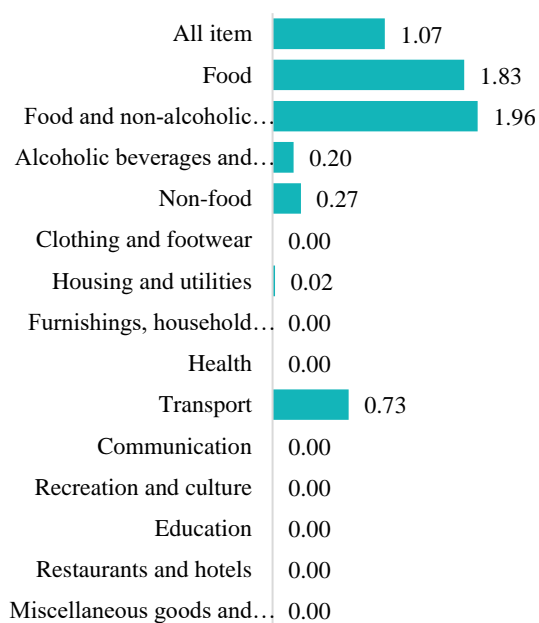 All item 1.07
Food 1.83
Food and non-alcoholic… 1.96
Alcoholic beverages and… 0.20
Non-food 0.27
Clothing and footwear 0.00
Housing and utilities 0.02
Furnishings, household… 0.00
Health 0.00
Transport 0.73
Communication 0.00
Recreation and culture 0.00
Education 0.00
Restaurants and hotels 0.00
Miscellaneous goods and… 0.00